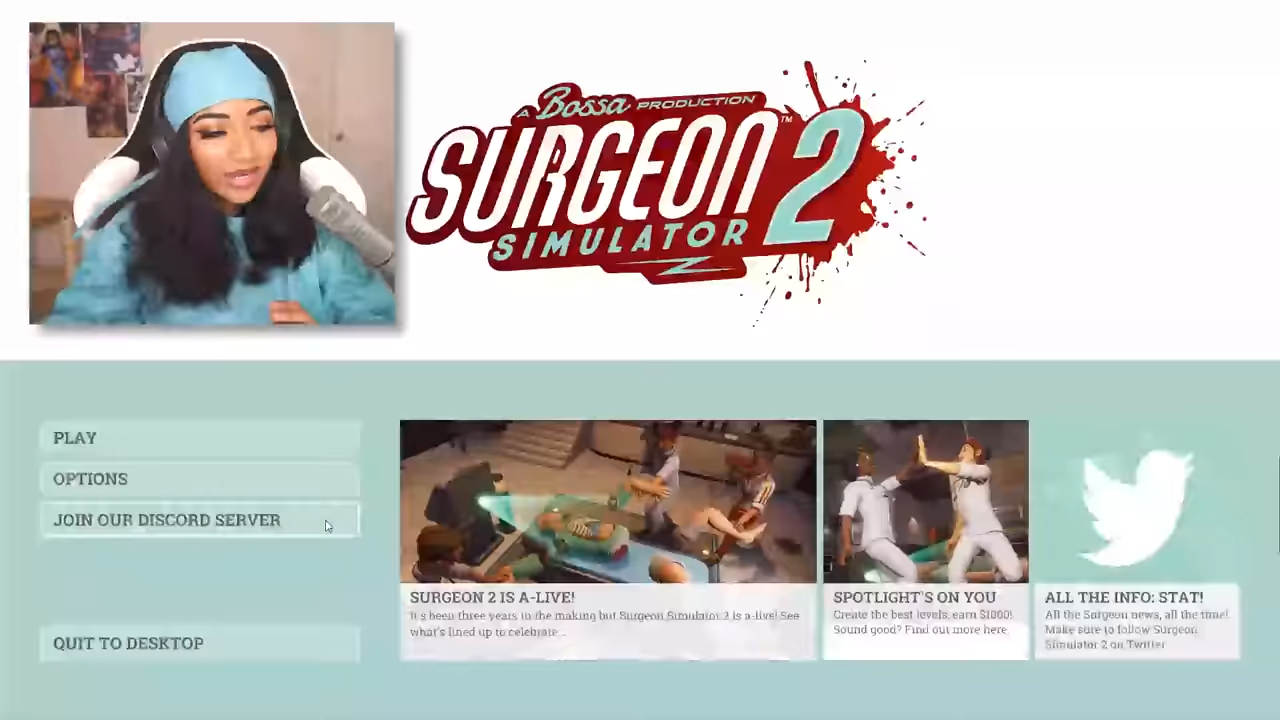 A Bossa PRODUCTION
SURGEON 2™
SIMULATOR
PLAY
OPTIONS
JOIN OUR DISCORD SERVER
QUIT TO DESKTOP
SURGEON 2 IS A-LIVE!
It's been three years in the making but Surgeon Simulator 2 is a-live! See
what's lined up to celebrate...
SPOTLIGHT'S ON YOU
Create the best levels, earn $1000!
Sound good? Find out more here.
ALL THE INFO: STAT!
All the Surgeon news, all the time!
Make sure to follow Surgeon
Simulator 2 on Twitter